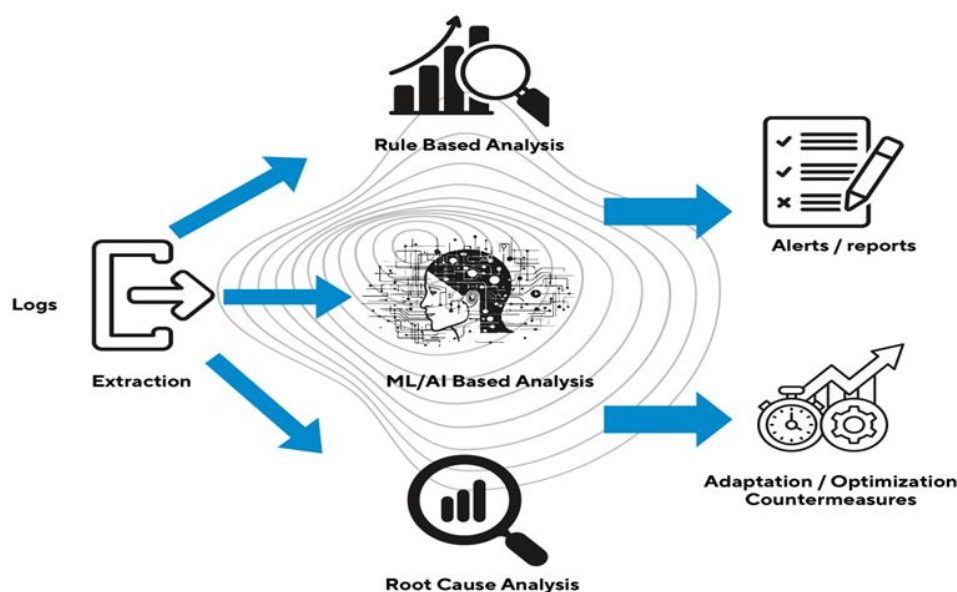 Rule Based Analysis
Alerts / reports
Logs
Extraction
ML/AI Based Analysis
Adaptation / Optimization
Countermeasures
Root Cause Analysis